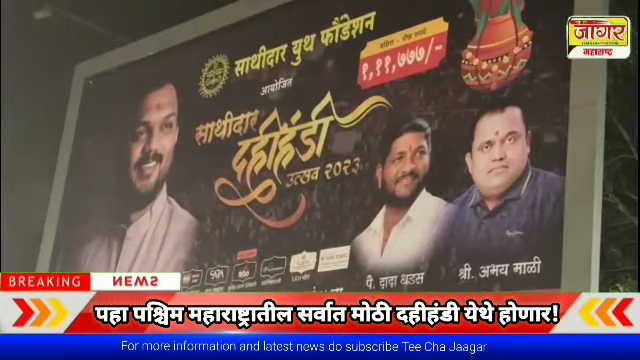 जागर
महाराष्ट्र
साथीदार युथ फौंडेशन
आयोजित
१,११,७७७/-
साथीदार
दहीहंडी
उत्सव २०२३
पै. दादा धडस
श्री. अभय माळी
BREAKING NEWS
पहा पश्चिम महाराष्ट्रातील सर्वात मोठी दहीहंडी येथे होणार!
For more information and latest news do subscribe Tee Cha Jaagar